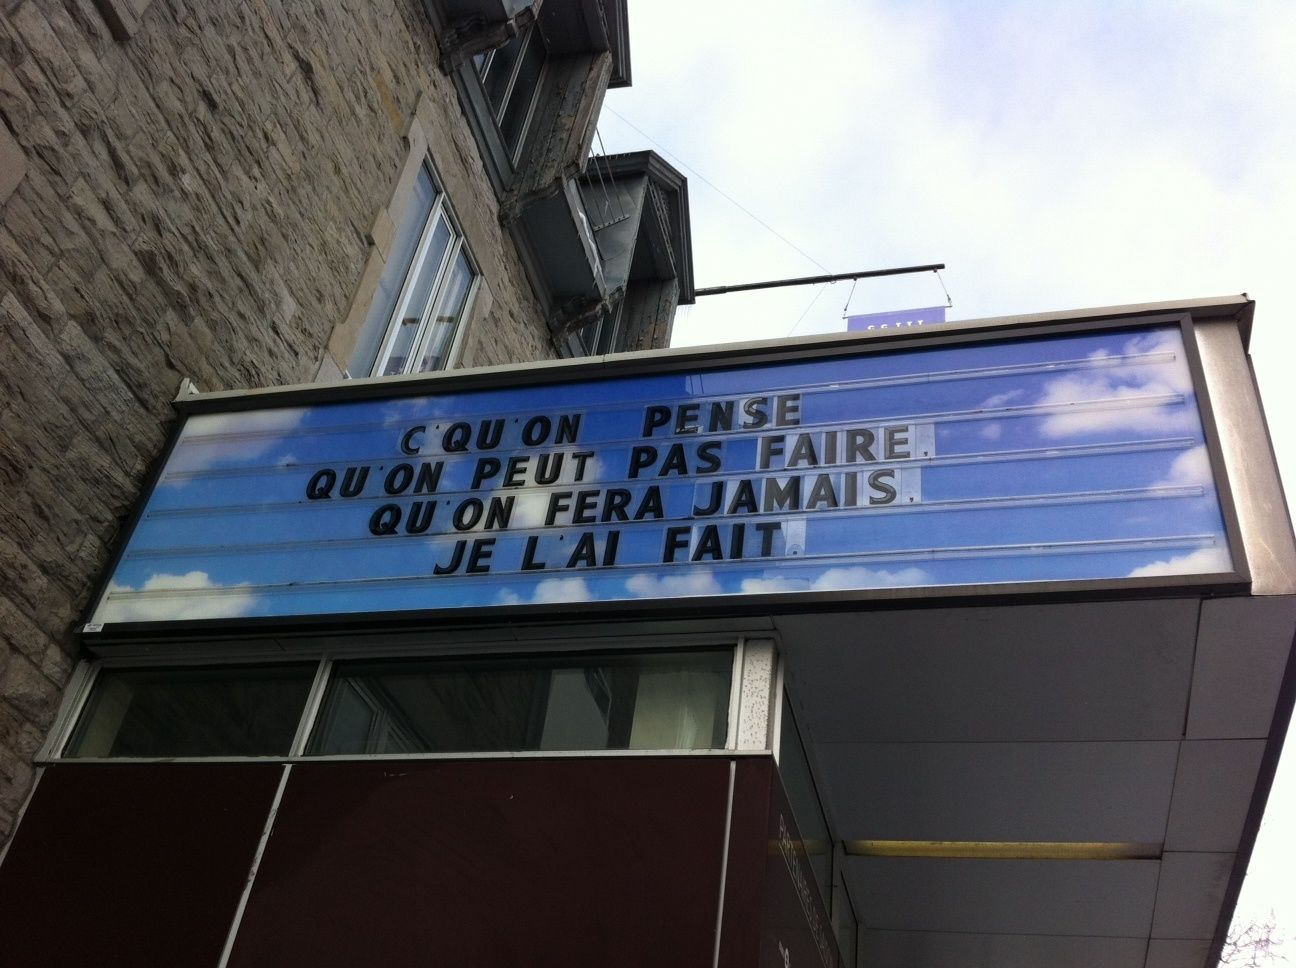 C'QU'ON PENSE
QU'ON PEUT PAS FAIRE,
QU'ON FERA JAMAIS,
JE L'AI FAIT.